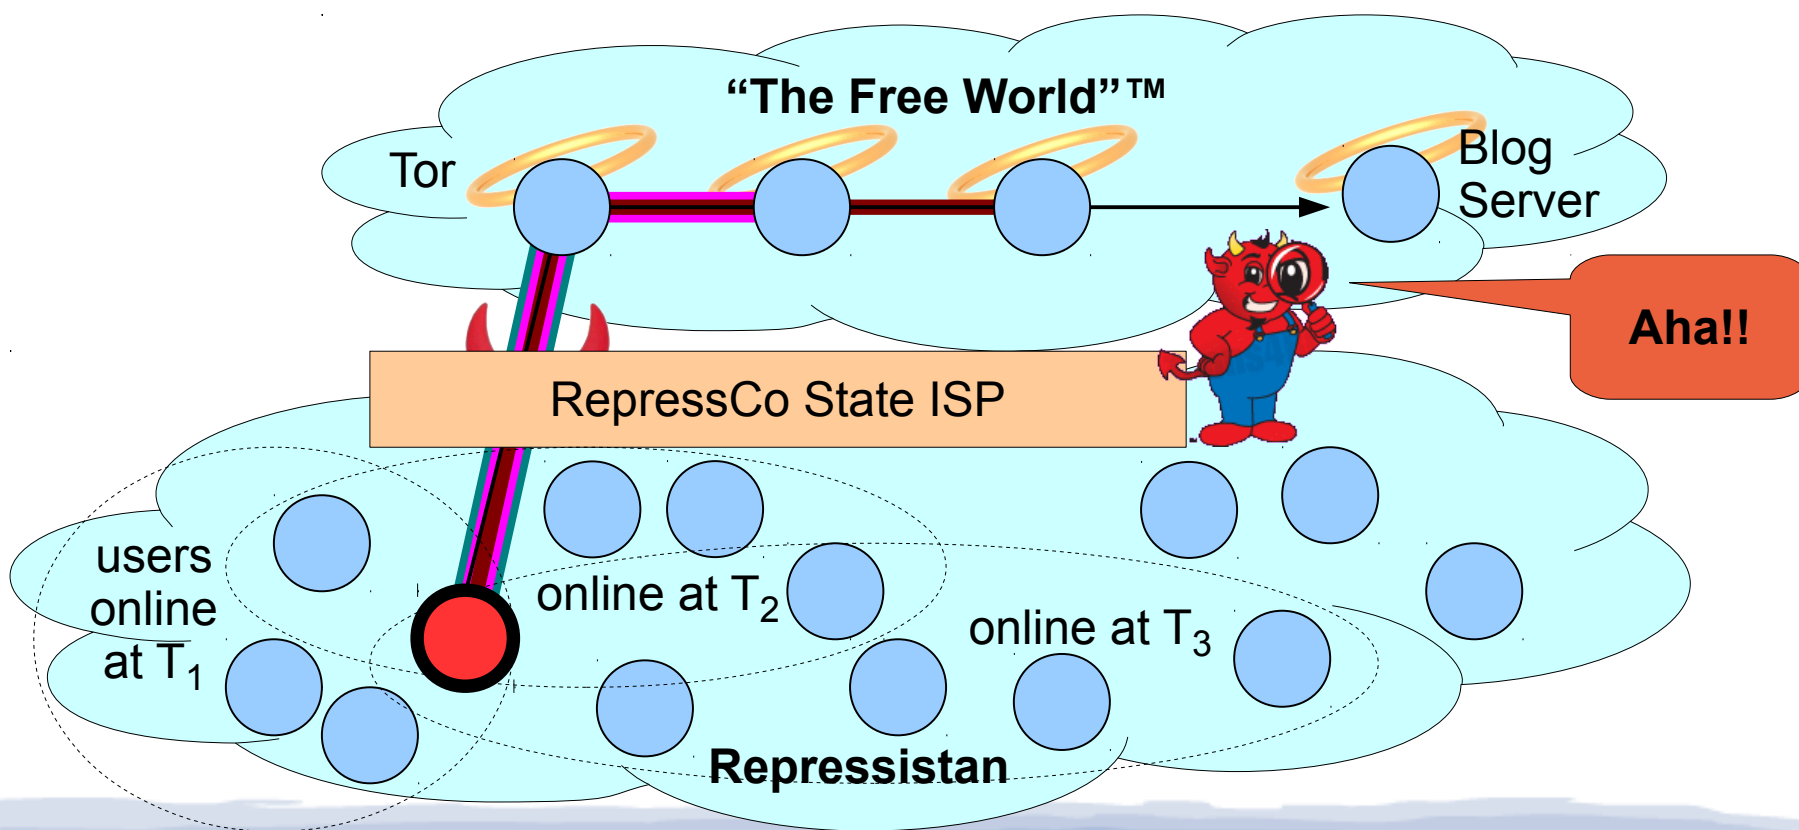 “The Free World”™
Tor
Blog
Server
Aha!!
RepressCo State ISP
users
online
at T₁
online at T₂
online at T₃
Repressistan